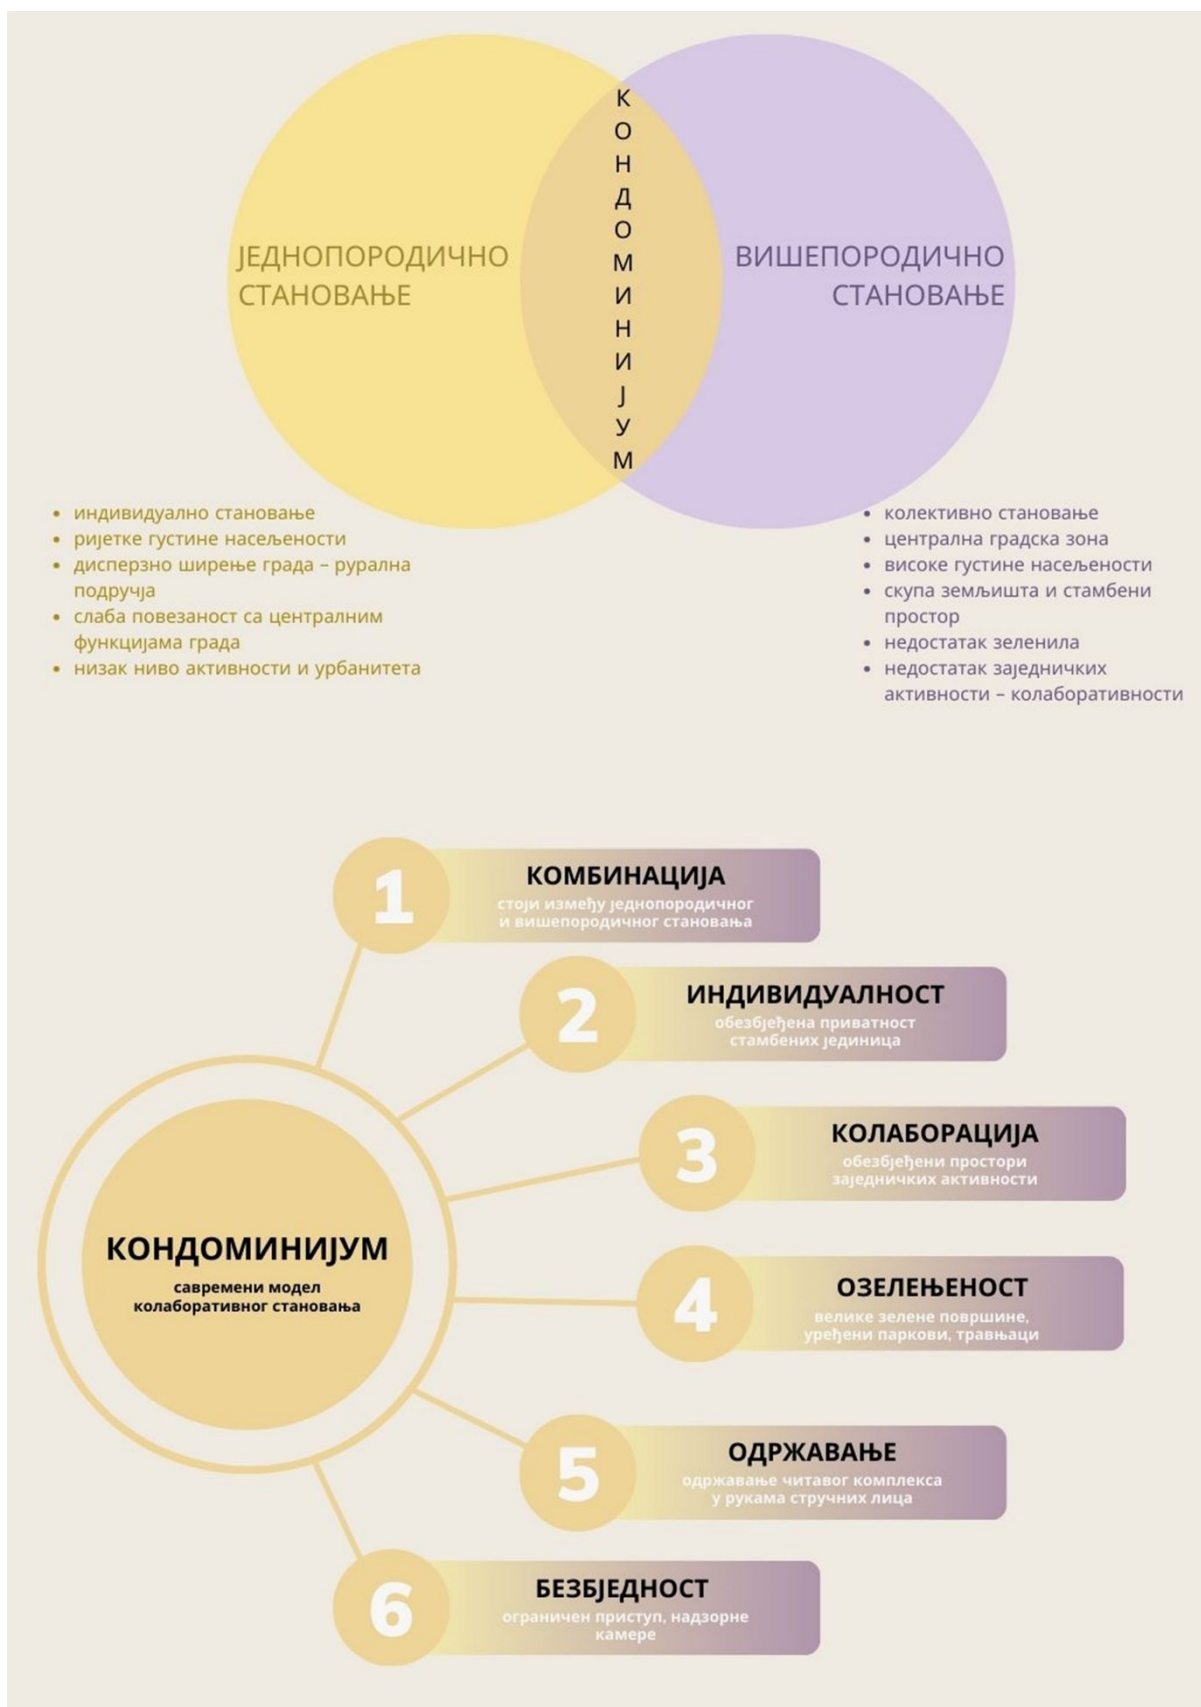 КОНДОМИНИЈУМ
ЈЕДНОПОРОДИЧНО
СТАНОВАЊЕ
ВИШЕПОРОДИЧНО
СТАНОВАЊЕ
• индивидуално становање
• ријетке густине насељености
• дисперзно ширење града – рурална
подручја
• слаба повезаност са централним
функцијама града
• низак ниво активности и урбанитета
• колективно становање
• централна градска зона
• високе густине насељености
• скупа земљишта и стамбени
простор
• недостатак зеленила
• недостатак заједничких
активности – колаборативности
1
КОМБИНАЦИЈА
стоји између једнопородичног
и вишепородичног становања
2
ИНДИВИДУАЛНОСТ
обезбјеђена приватност
стамбених јединица
3
КОЛАБОРАЦИЈА
обезбјеђени простори
заједничких активности
КОНДОМИНИЈУМ
савремени модел
колаборативног становања
4
ОЗЕЛЕЊЕНОСТ
велике зелене површине,
уређени паркови, травњаци
5
ОДРЖАВАЊЕ
одржавање читавог комплекса
у рукама стручних лица
6
БЕЗБЈЕДНОСТ
ограничен приступ, надзорне
камере